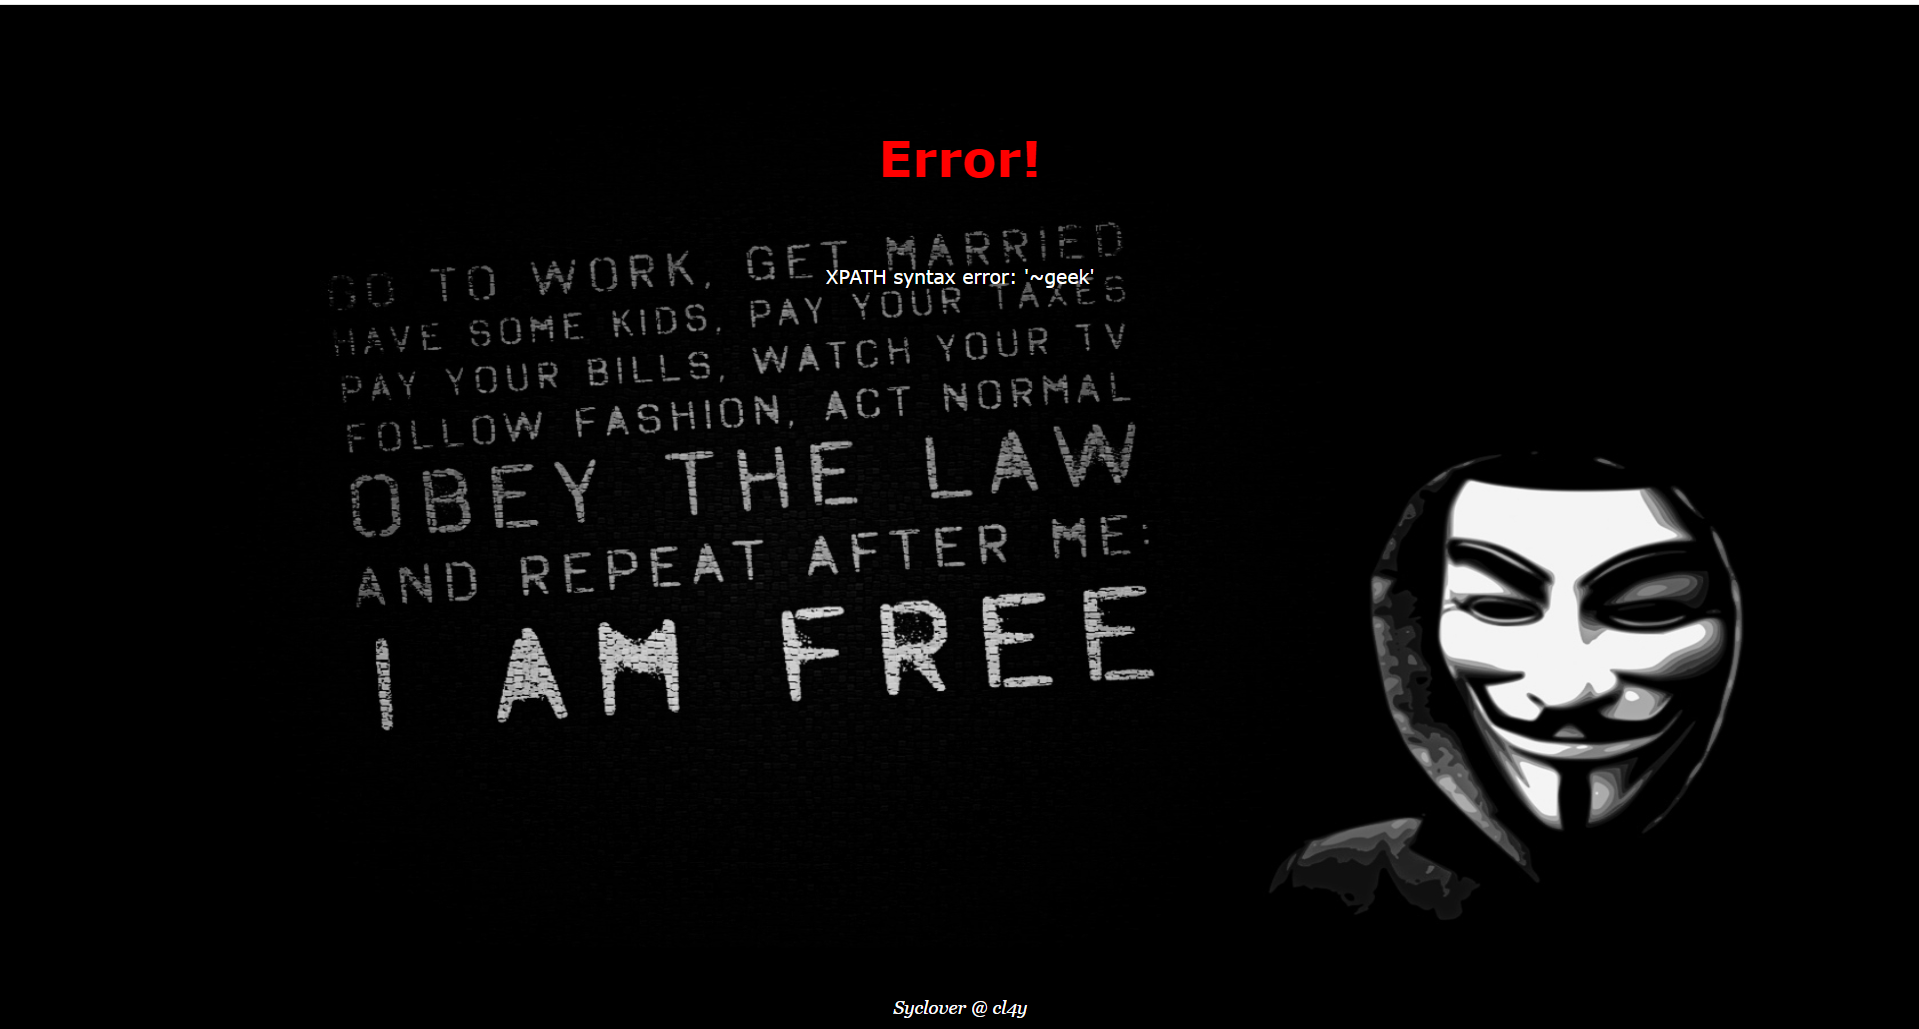 Error!
GO TO WORK, GET MARRIED
XPATH syntax error: '~geek'
HAVE SOME KIDS, PAY YOUR TAXES
PAY YOUR BILLS, WATCH YOUR TV
FOLLOW FASHION, ACT NORMAL
OBEY THE LAW
AND REPEAT AFTER ME:
I AM FREE
Syclover @ cl4y